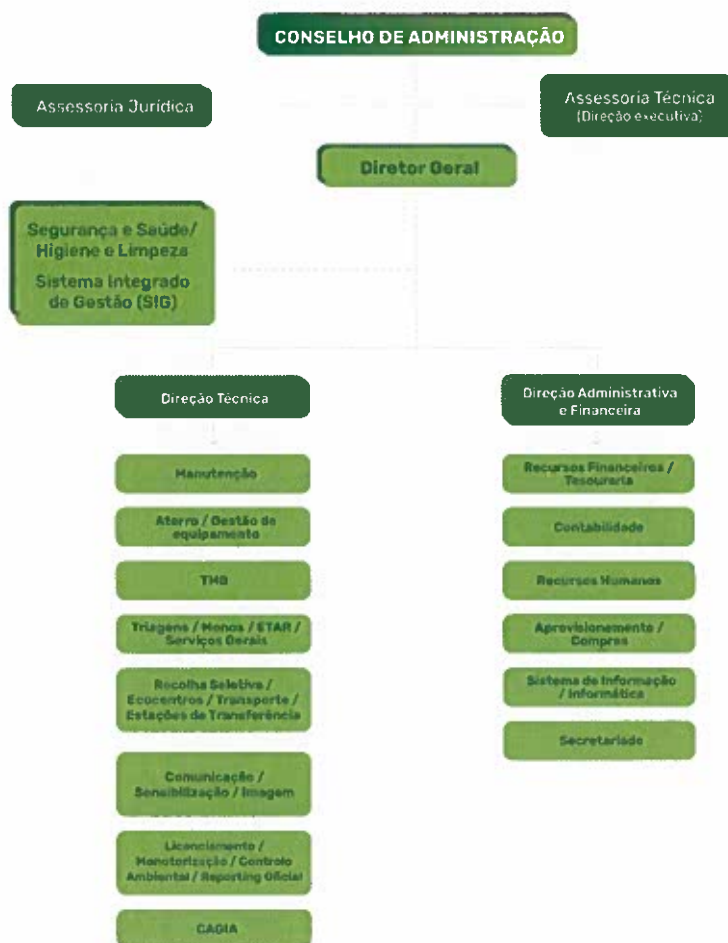 CONSELHO DE ADMINISTRAÇÃO
Assessoria Jurídica
Assessoria Técnica
(Direção executiva)
Diretor Geral
Segurança e Saúde/
Higiene e Limpeza
Sistema Integrado
de Gestão (SIG)
Direção Técnica
Manutenção
Aterro / Gestão de
equipamento
TMB
Triagens / Monos / ETAR /
Serviços Gerais
Recolha Seletiva /
Ecocentros / Transporte /
Estações de Transferência
Comunicação /
Sensibilização / Imagem
Licenciamento /
Monotorização / Controlo
Ambiental / Reporting Oficial
CAGIA
Direção Administrativa
e Financeira
Recursos Financeiros /
Tesouraria
Contabilidade
Recursos Humanos
Aprovisionamento /
Compras
Sistema de Informação
/ Informática
Secretariado